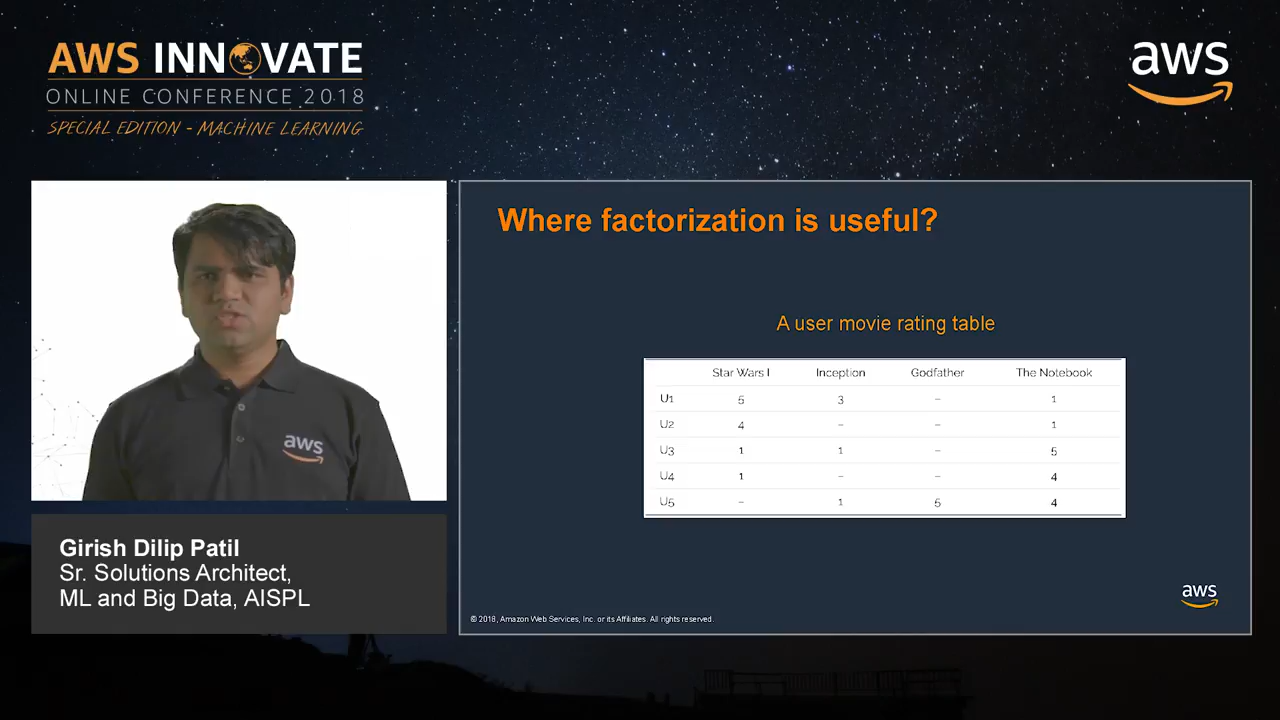 AWS INNOVATE
ONLINE CONFERENCE 2018
SPECIAL EDITION - MACHINE LEARNING
aws
aws
Girish Dilip Patil
Sr. Solutions Architect,
ML and Big Data, AISPL
Where factorization is useful?
A user movie rating table
Star Wars I Inception Godfather The Notebook
U1 5 3 – 1
U2 4 – – 1
U3 1 1 – 5
U4 1 – – 4
U5 – 1 5 4
aws
© 2018, Amazon Web Services, Inc. or its Affiliates. All rights reserved.